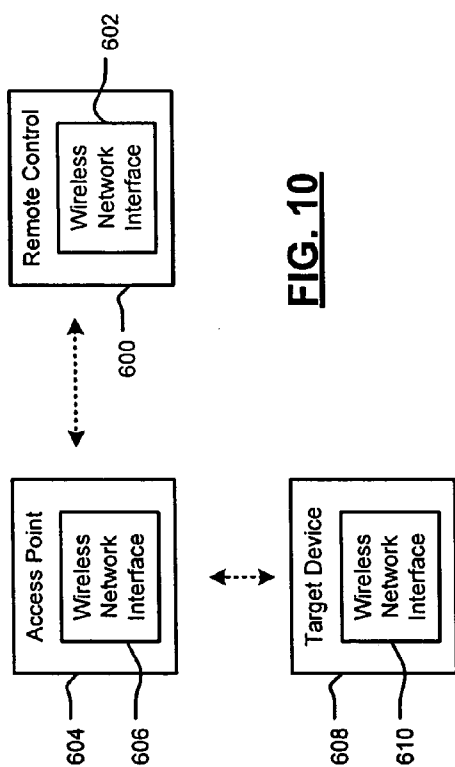 604
Access Point
Wireless
Network
Interface
606
600
Remote Control
Wireless
Network
Interface
602
608
Target Device
Wireless
Network
Interface
610
FIG. 10